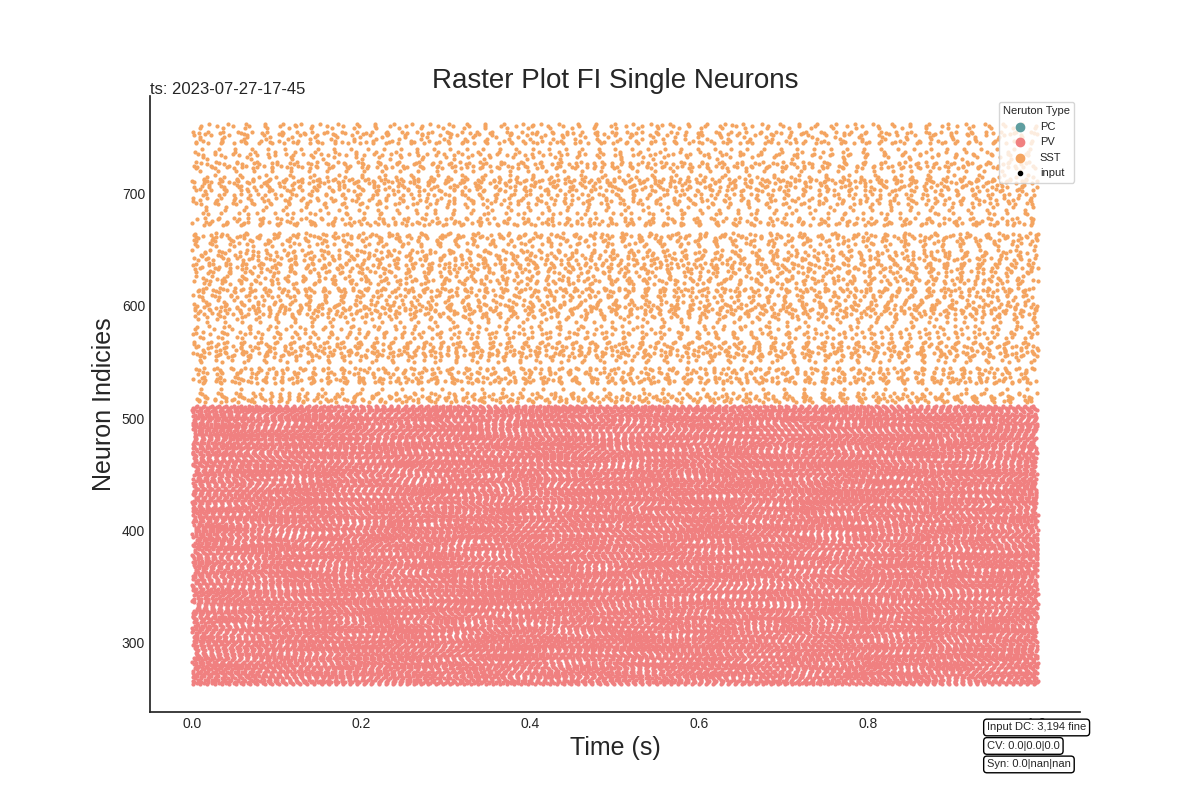 Raster Plot FI Single Neurons
ts: 2023-07-27-17-45
Neruton Type
PC
PV
SST
input
Neuron Indicies
700
600
500
400
300
0.0 0.2 0.4 0.6 0.8
Time (s)
Input DC: 3,194 fine
CV: 0.0|0.0|0.0
Syn: 0.0|nan|nan